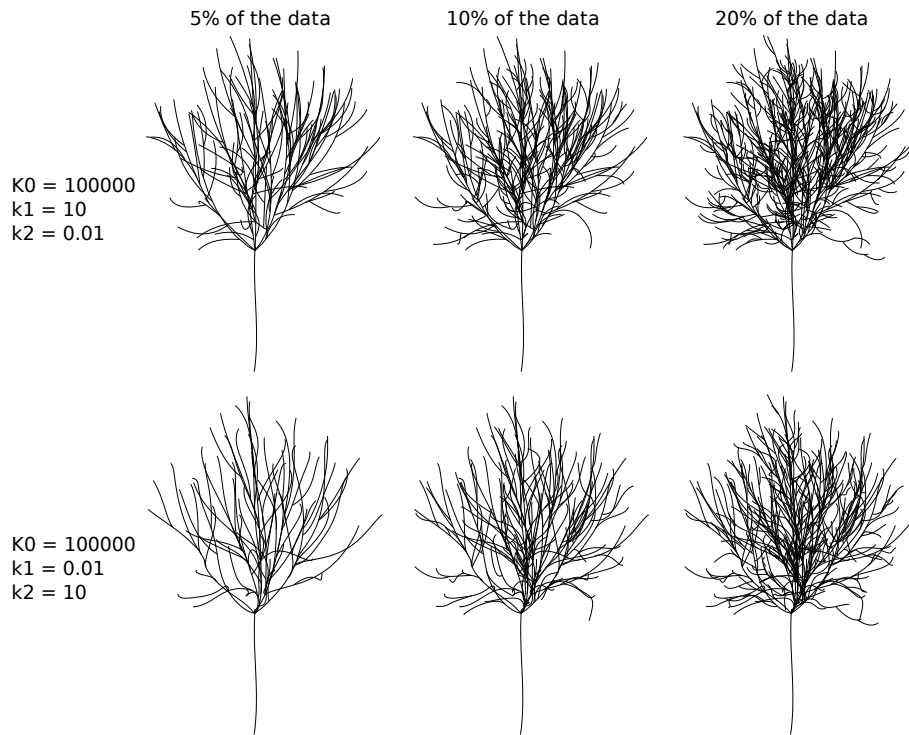 5% of the data
10% of the data
20% of the data
K0 = 100000
k1 = 10
k2 = 0.01
K0 = 100000
k1 = 0.01
k2 = 10